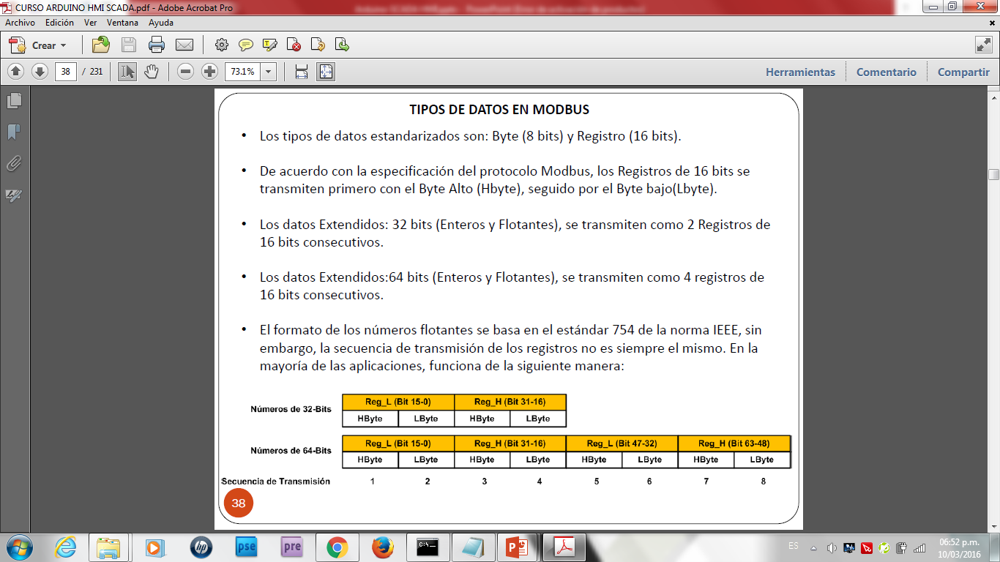 CURSO ARDUINO HMI SCADA.pdf - Adobe Acrobat Pro
Archivo Edición Ver Ventana Ayuda
Crear
38 / 231 73.1% Herramientas Comentario Compartir
TIPOS DE DATOS EN MODBUS
• Los tipos de datos estandarizados son: Byte (8 bits) y Registro (16 bits).
• De acuerdo con la especificación del protocolo Modbus, los Registros de 16 bits se
transmiten primero con el Byte Alto (Hbyte), seguido por el Byte bajo(Lbyte).
• Los datos Extendidos: 32 bits (Enteros y Flotantes), se transmiten como 2 Registros de
16 bits consecutivos.
• Los datos Extendidos:64 bits (Enteros y Flotantes), se transmiten como 4 registros de
16 bits consecutivos.
• El formato de los números flotantes se basa en el estándar 754 de la norma IEEE, sin
embargo, la secuencia de transmisión de los registros no es siempre el mismo. En la
mayoría de las aplicaciones, funciona de la siguiente manera:
Reg_L (Bit 15-0) Reg_H (Bit 31-16)
Números de 32-Bits
HByte LByte HByte LByte
Reg_L (Bit 15-0) Reg_H (Bit 31-16) Reg_L (Bit 47-32) Reg_H (Bit 63-48)
Números de 64-Bits
HByte LByte HByte LByte HByte LByte HByte LByte
Secuencia de Transmisión 1 2 3 4 5 6 7 8
38
hp pse pre C:\_ ES 06:52 p.m.
10/03/2016